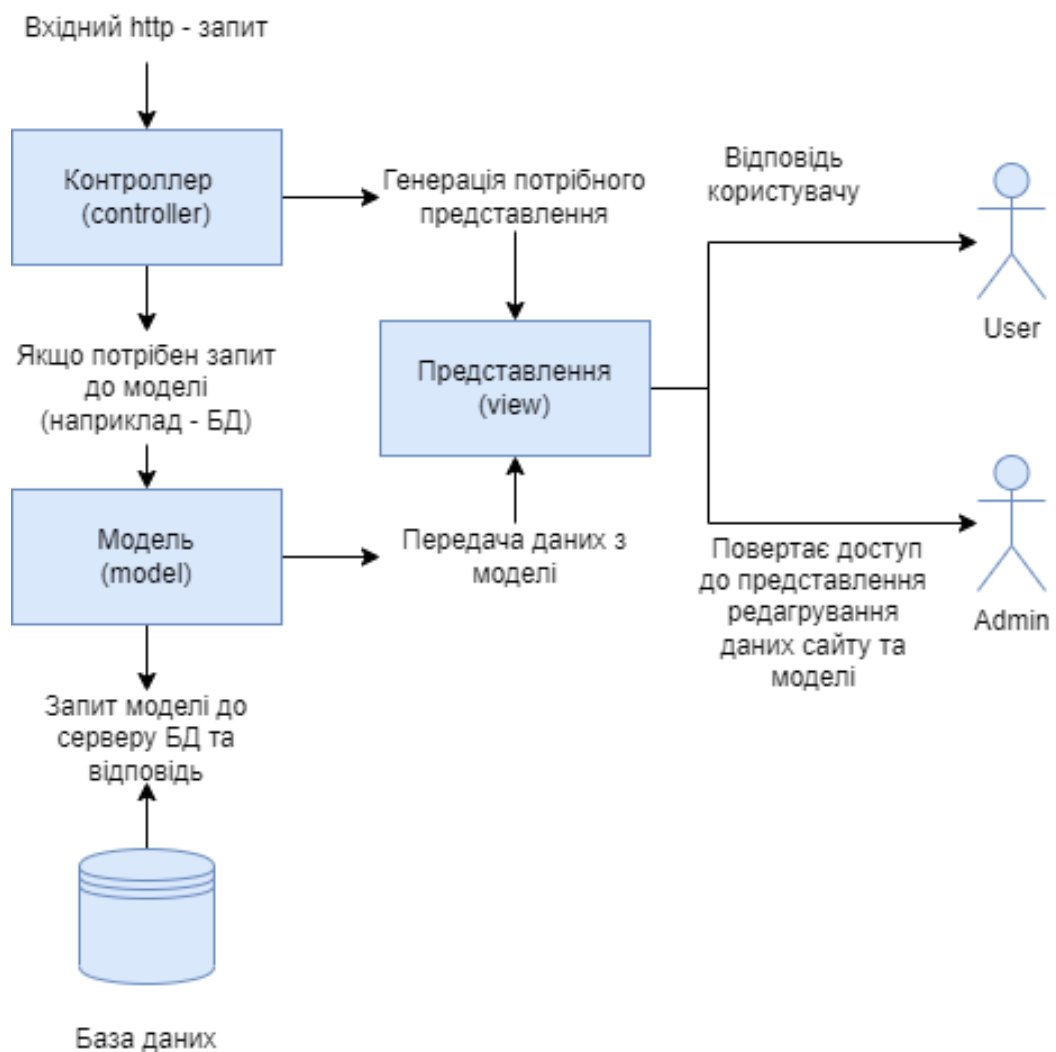 Вхідний http - запит
Контроллер
(controller)
Генерація потрібного
представлення
Відповідь
користувачу
User
Якщо потрібен запит
до моделі
(наприклад - БД)
Представлення
(view)
Модель
(model)
Передача даних з
моделі
Повертає доступ
до представлення
редагрування
даних сайту та
моделі
Admin
Запит моделі до
серверу БД та
відповідь
База даних